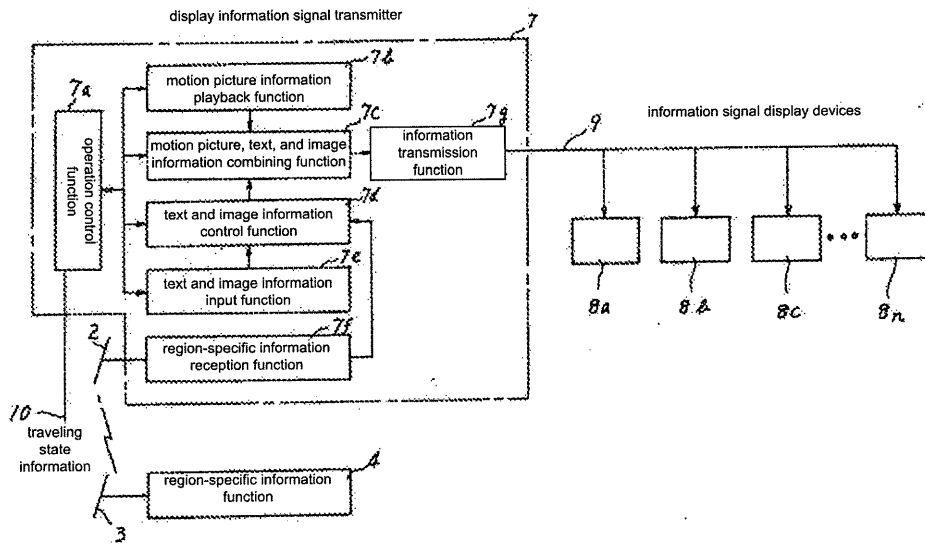 display information signal transmitter
7
7b
motion picture information
playback function
7a
operation control
function
7c
motion picture, text, and image
information combining function
7g
information
transmission
function
9
information signal display devices
7d
text and image information
control function
7e
text and image information
input function
8a
8b
8c
8n
7f
region-specific information
reception function
2
10
traveling
state
information
4
region-specific information
function
3